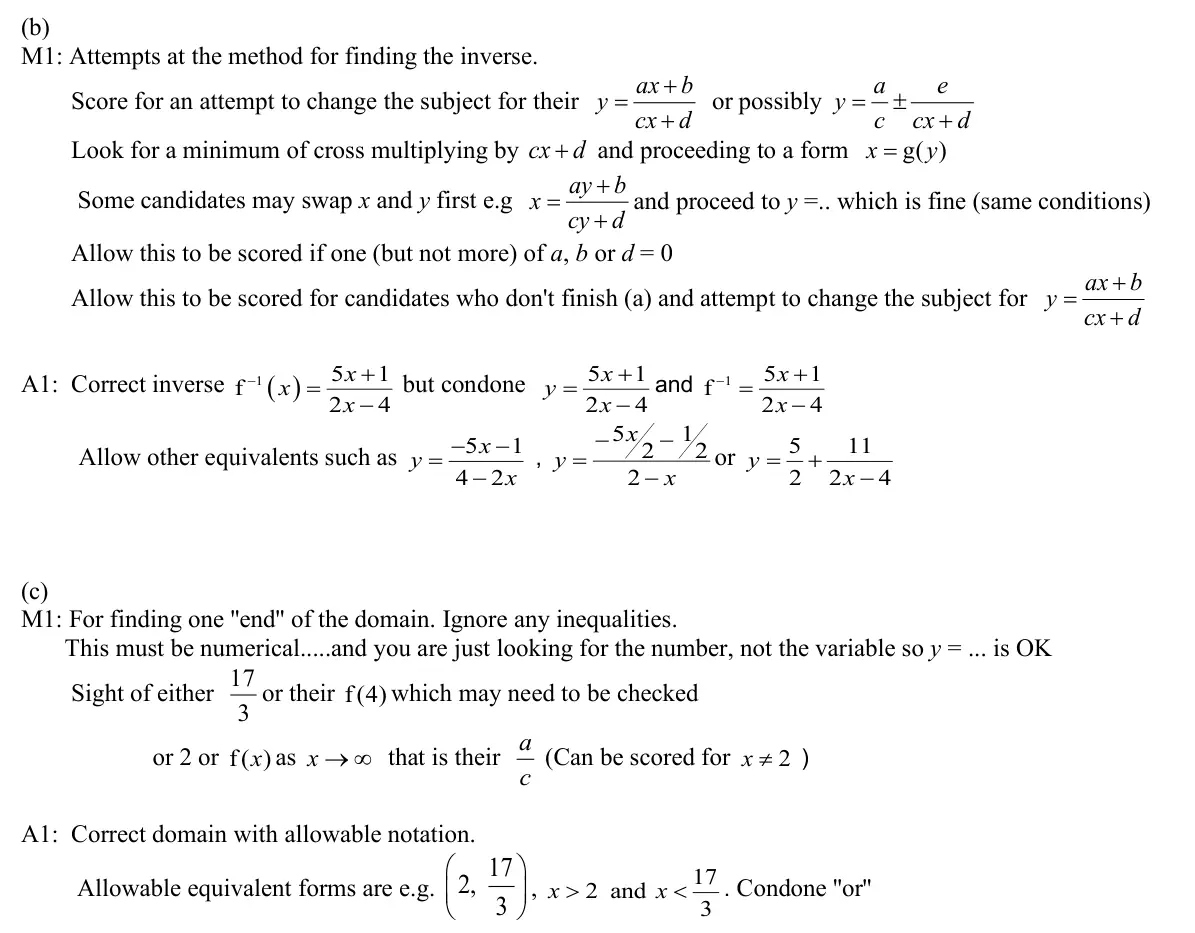 (b)
M1: Attempts at the method for finding the inverse.
Score for an attempt to change the subject for their y = (ax + b)/(cx + d) or possibly y = a/c ± e/(cx + d)
Look for a minimum of cross multiplying by cx + d and proceeding to a form x = g(y)
Some candidates may swap x and y first e.g x = (ay + b)/(cy + d) and proceed to y =.. which is fine (same conditions)
Allow this to be scored if one (but not more) of a, b or d = 0
Allow this to be scored for candidates who don't finish (a) and attempt to change the subject for y = (ax + b)/(cx + d)
A1: Correct inverse f⁻¹(x) = (5x + 1)/(2x − 4) but condone y = (5x + 1)/(2x − 4) and f⁻¹ = (5x + 1)/(2x − 4)
Allow other equivalents such as y = (−5x − 1)/(4 − 2x) , y = (−5x/2 − 1/2)/(2 − x) or y = 5/2 + 11/(2x − 4)
(c)
M1: For finding one "end" of the domain. Ignore any inequalities.
This must be numerical.....and you are just looking for the number, not the variable so y = ... is OK
Sight of either 17/3 or their f(4) which may need to be checked
or 2 or f(x) as x → ∞ that is their a/c (Can be scored for x ≠ 2 )
A1: Correct domain with allowable notation.
Allowable equivalent forms are e.g. (2, 17/3), x > 2 and x < 17/3. Condone "or"